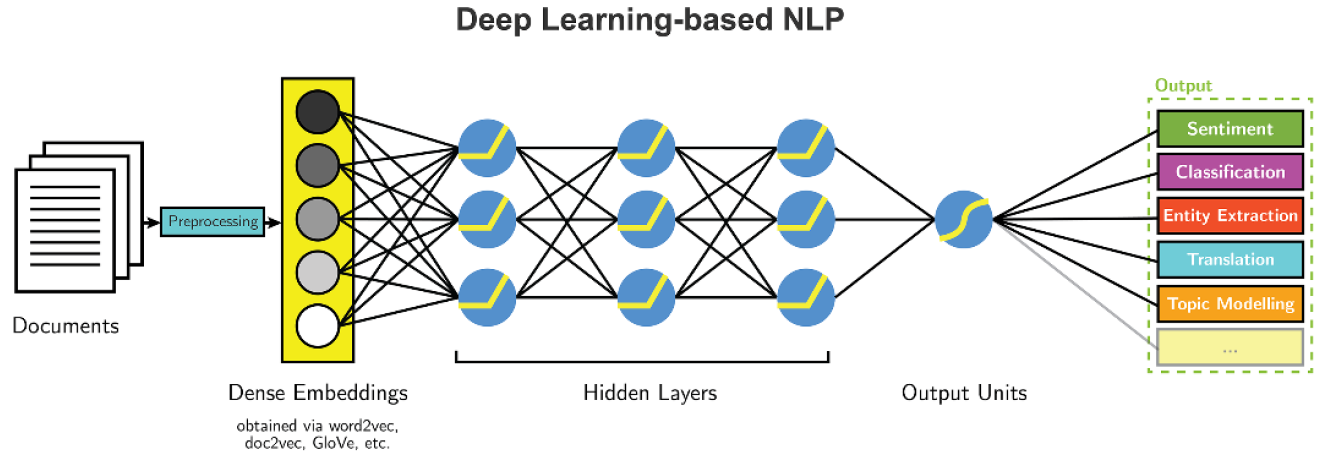 Deep Learning-based NLP
Documents
Preprocessing
Dense Embeddings
obtained via word2vec,
doc2vec, GloVe, etc.
Hidden Layers
Output Units
Output
Sentiment
Classification
Entity Extraction
Translation
Topic Modelling
...